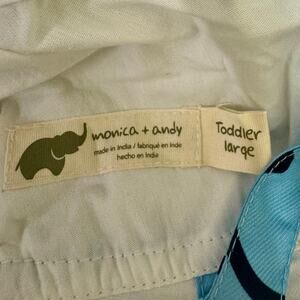 monica + andy
made in India / fabriqué en Inde
hecho en India
Toddler
large